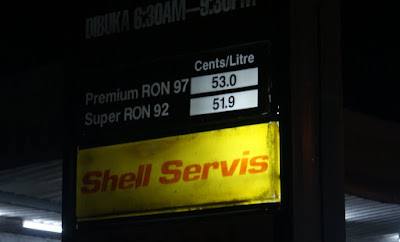 DIBUKA 6:30AM-9:30PM
Cents/Litre
Premium RON 97 53.0
Super RON 92 51.9
Shell Servis